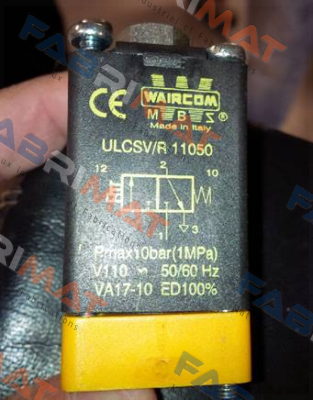 FABRIMAT
WAIRCOM
CE
M B S ®
Made in Italy
ULCSV/R 11050
12 2 10
1 3
Pmax10bar(1MPa)
V110 ~ 50/60 Hz
VA17-10 ED100%